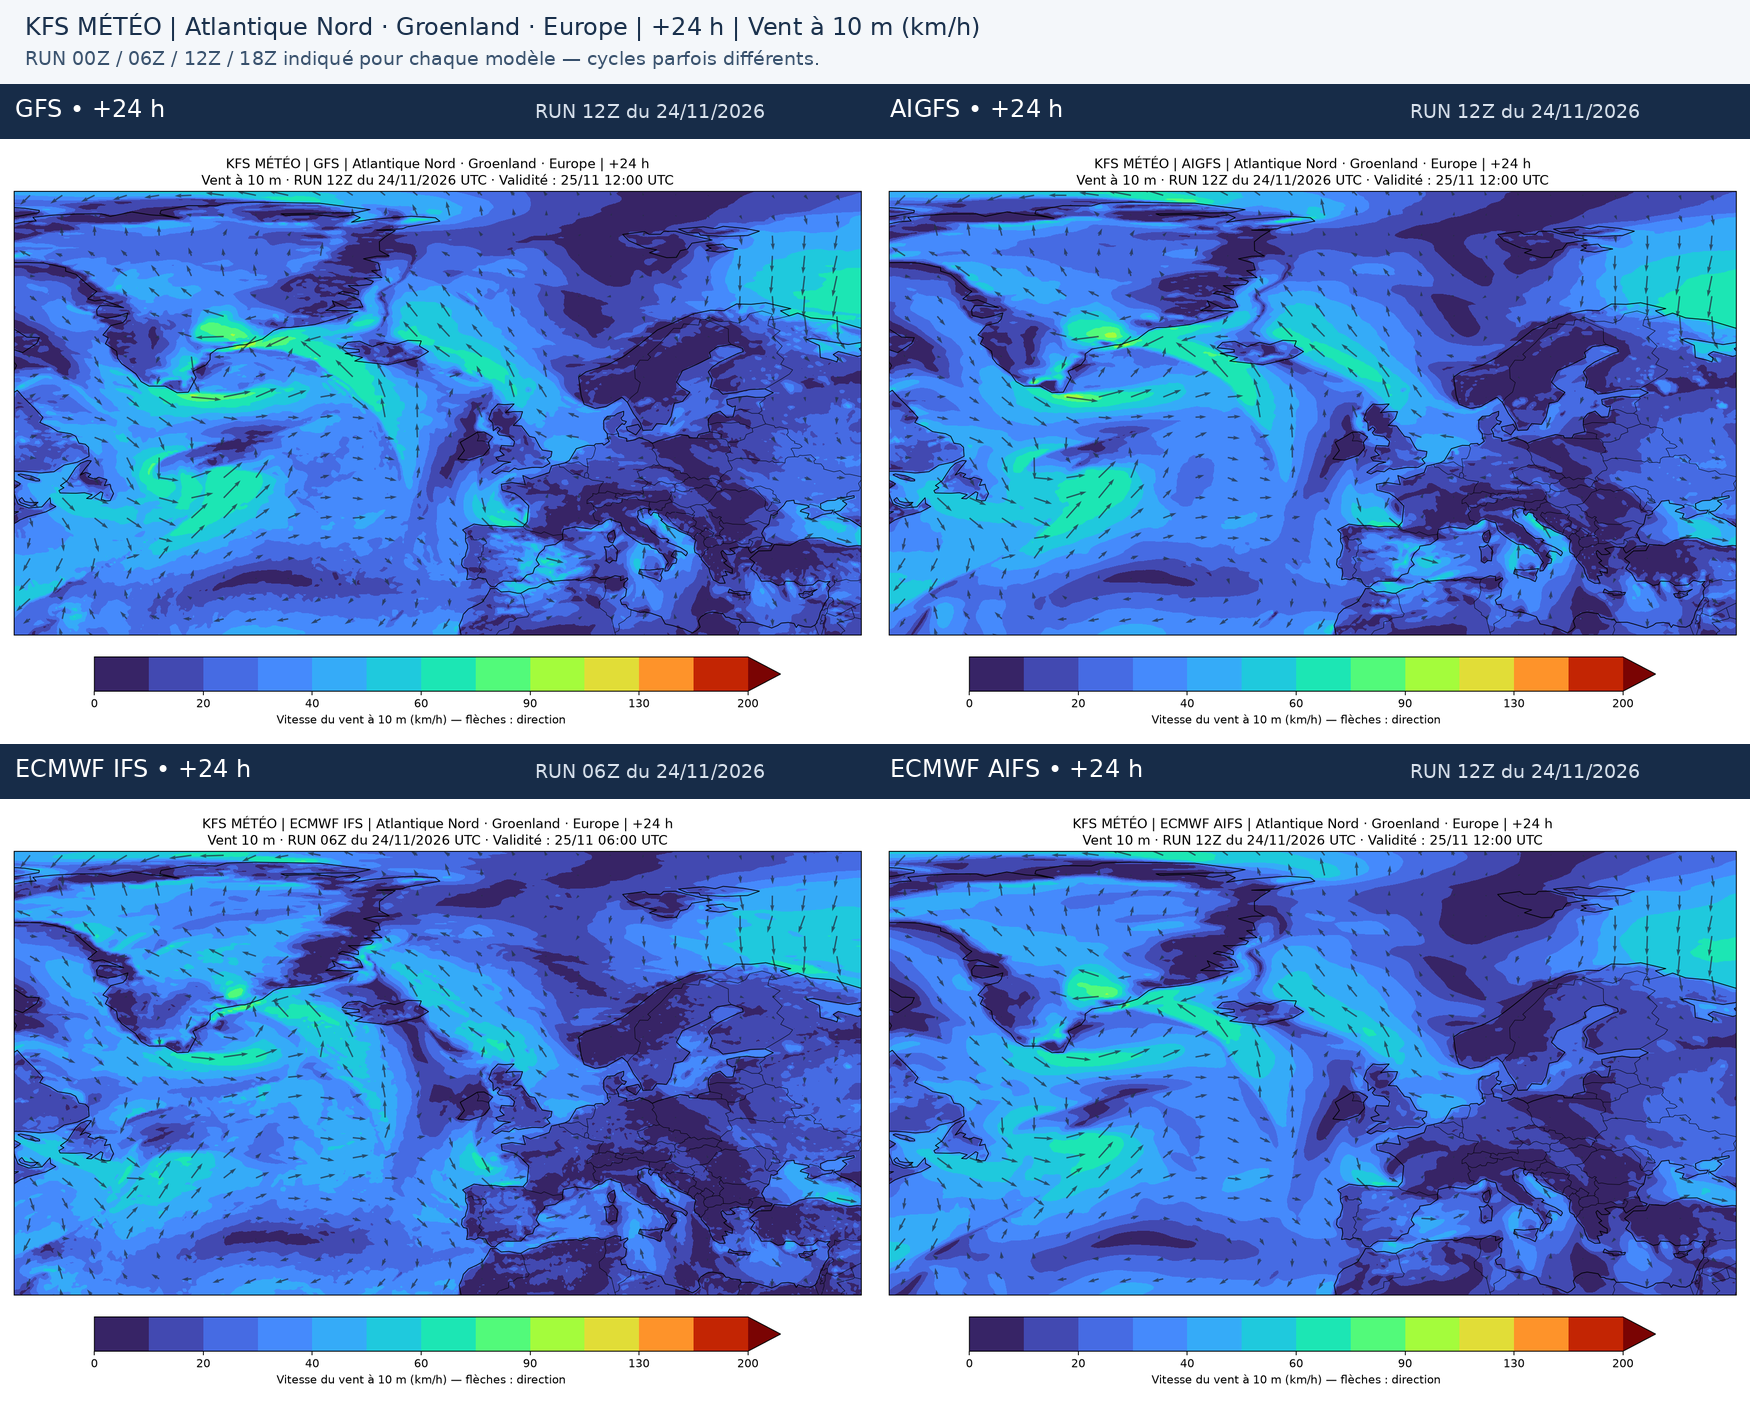 KFS MÉTÉO | Atlantique Nord · Groenland · Europe | +24 h | Vent à 10 m (km/h)
RUN 00Z / 06Z / 12Z / 18Z indiqué pour chaque modèle — cycles parfois différents.
GFS • +24 h
RUN 12Z du 24/11/2026
KFS MÉTÉO | GFS | Atlantique Nord · Groenland · Europe | +24 h
Vent à 10 m · RUN 12Z du 24/11/2026 UTC · Validité : 25/11 12:00 UTC
0 20 40 60 90 130 200
Vitesse du vent à 10 m (km/h) — flèches : direction
AIGFS • +24 h
RUN 12Z du 24/11/2026
KFS MÉTÉO | AIGFS | Atlantique Nord · Groenland · Europe | +24 h
Vent à 10 m · RUN 12Z du 24/11/2026 UTC · Validité : 25/11 12:00 UTC
0 20 40 60 90 130 200
Vitesse du vent à 10 m (km/h) — flèches : direction
ECMWF IFS • +24 h
RUN 06Z du 24/11/2026
KFS MÉTÉO | ECMWF IFS | Atlantique Nord · Groenland · Europe | +24 h
Vent 10 m · RUN 06Z du 24/11/2026 UTC · Validité : 25/11 06:00 UTC
0 20 40 60 90 130 200
Vitesse du vent à 10 m (km/h) — flèches : direction
ECMWF AIFS • +24 h
RUN 12Z du 24/11/2026
KFS MÉTÉO | ECMWF AIFS | Atlantique Nord · Groenland · Europe | +24 h
Vent 10 m · RUN 12Z du 24/11/2026 UTC · Validité : 25/11 12:00 UTC
0 20 40 60 90 130 200
Vitesse du vent à 10 m (km/h) — flèches : direction